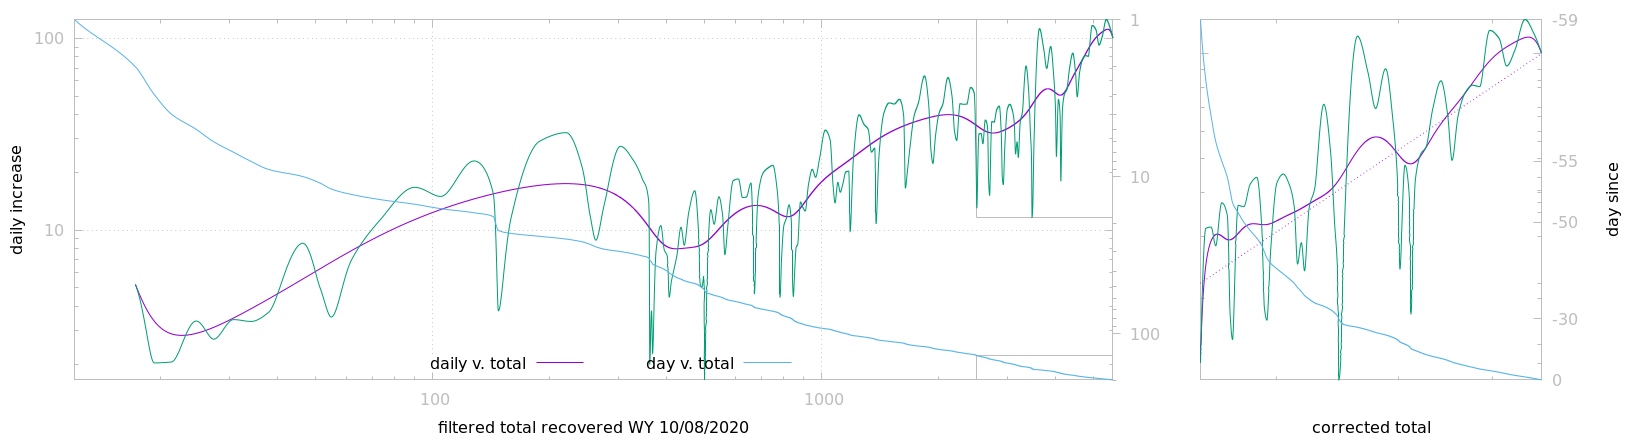 100
10
daily increase
100
1000
filtered total recovered WY 10/08/2020
daily v. total
day v. total
1
10
100
-59
-55
-50
-30
0
day since
corrected total